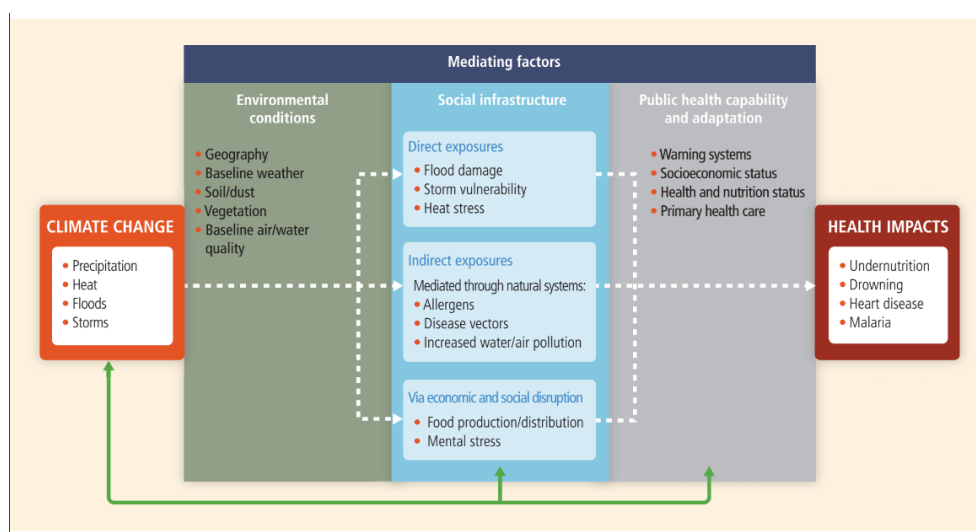 Mediating factors
Environmental
conditions
• Geography
• Baseline weather
• Soil/dust
• Vegetation
• Baseline air/water
quality
Social infrastructure
Direct exposures
• Flood damage
• Storm vulnerability
• Heat stress
Indirect exposures
Mediated through natural systems:
• Allergens
• Disease vectors
• Increased water/air pollution
Via economic and social disruption
• Food production/distribution
• Mental stress
Public health capability
and adaptation
• Warning systems
• Socioeconomic status
• Health and nutrition status
• Primary health care
CLIMATE CHANGE
• Precipitation
• Heat
• Floods
• Storms
HEALTH IMPACTS
• Undernutrition
• Drowning
• Heart disease
• Malaria